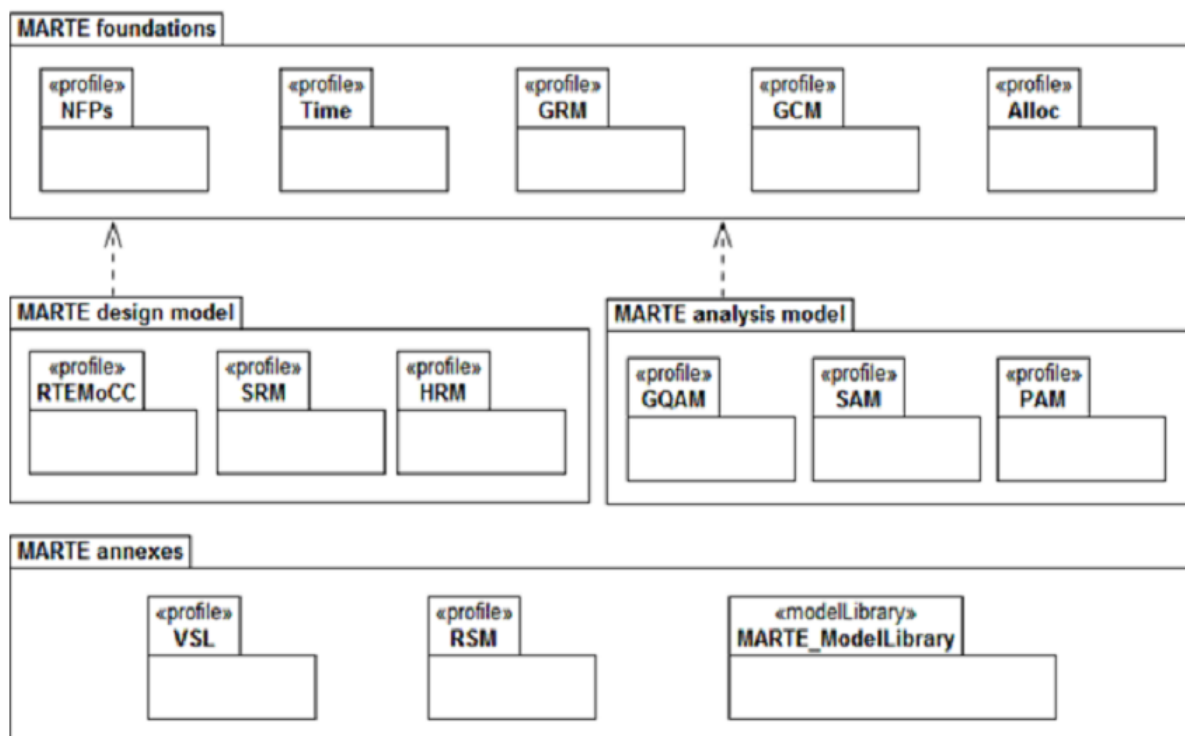 MARTE foundations
«profile»
NFPs
«profile»
Time
«profile»
GRM
«profile»
GCM
«profile»
Alloc
MARTE design model
«profile»
RTEMoCC
«profile»
SRM
«profile»
HRM
MARTE analysis model
«profile»
GQAM
«profile»
SAM
«profile»
PAM
MARTE annexes
«profile»
VSL
«profile»
RSM
«modelLibrary»
MARTE_ModelLibrary